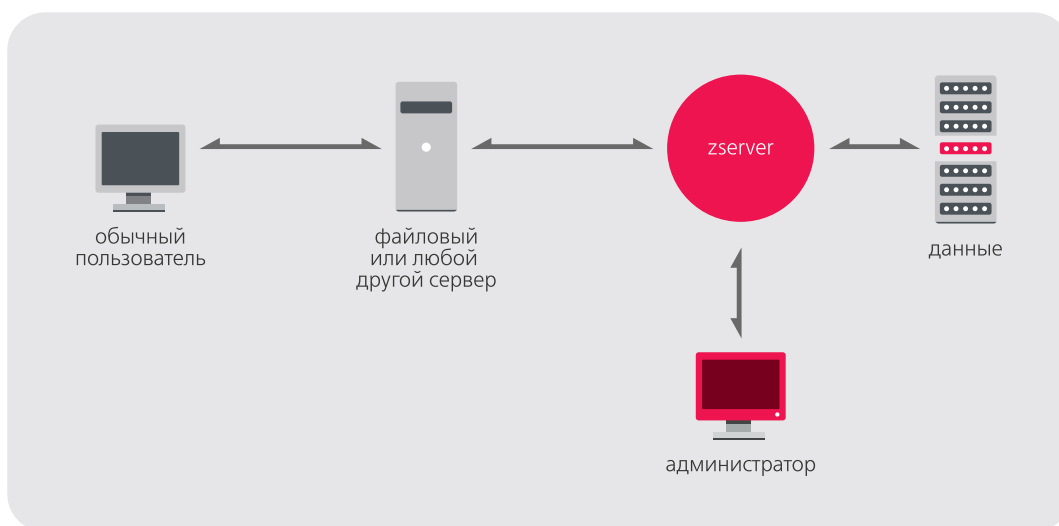 zserver
обычный
пользователь
файловый
или любой
другой сервер
данные
администратор